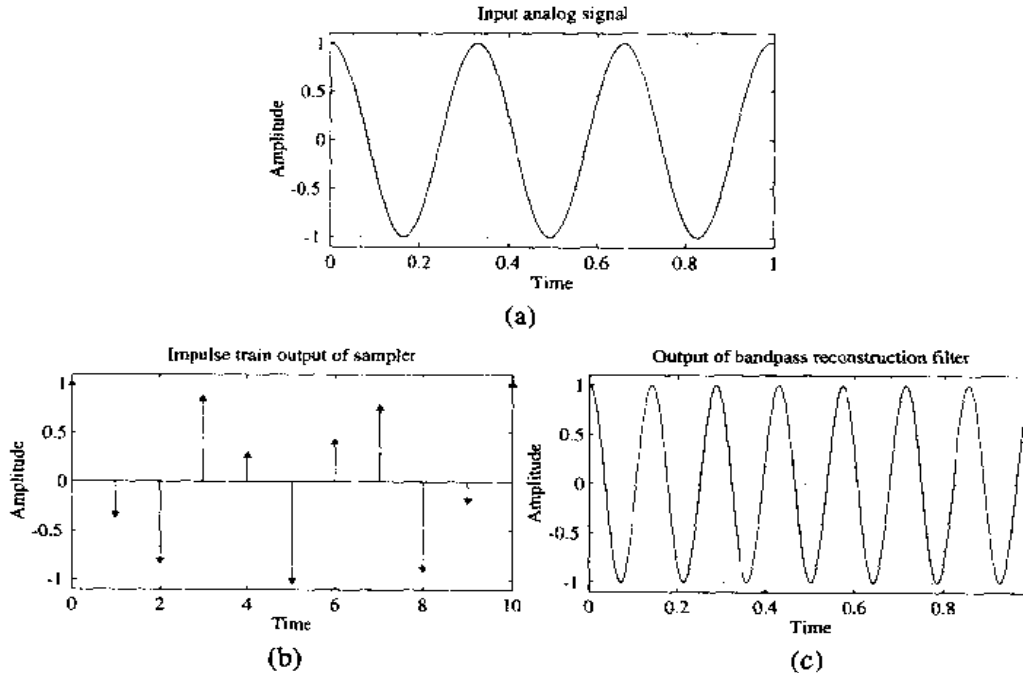 Input analog signal
1
0.5
0
-0.5
-1
Amplitude
0 0.2 0.4 0.6 0.8 1
Time
(a)
Impulse train output of sampler
1
0.5
0
-0.5
-1
Amplitude
0 2 4 6 8 10
Time
(b)
Output of bandpass reconstruction filter
1
0.5
0
-0.5
-1
Amplitude
0 0.2 0.4 0.6 0.8
Time
(c)